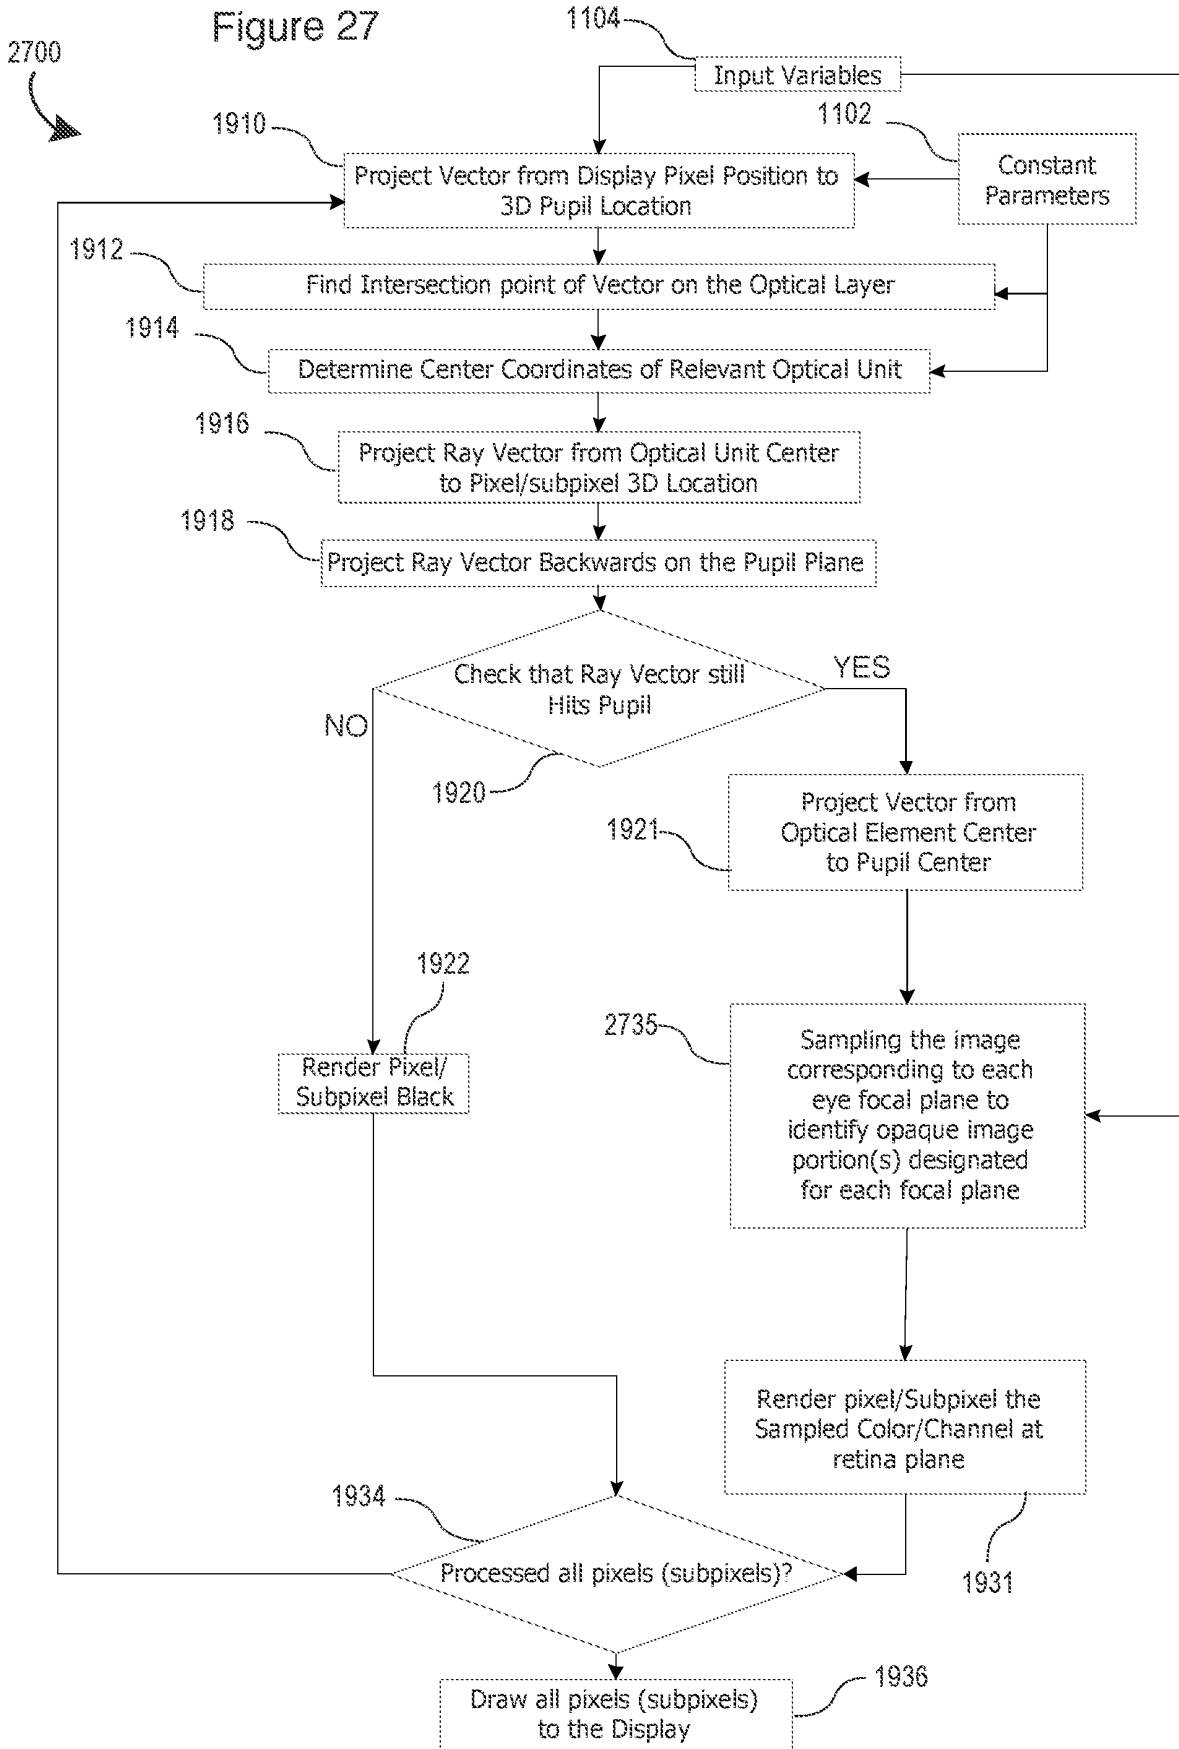 Figure 27
2700
1104
Input Variables
1102
Constant
Parameters
1910
Project Vector from Display Pixel Position to
3D Pupil Location
1912
Find Intersection point of Vector on the Optical Layer
1914
Determine Center Coordinates of Relevant Optical Unit
1916
Project Ray Vector from Optical Unit Center
to Pixel/subpixel 3D Location
1918
Project Ray Vector Backwards on the Pupil Plane
Check that Ray Vector still
Hits Pupil
YES
NO
1920
Project Vector from
Optical Element Center
to Pupil Center
1921
1922
Render Pixel/
Subpixel Black
2735
Sampling the image
corresponding to each
eye focal plane to
identify opaque image
portion(s) designated
for each focal plane
Render pixel/Subpixel the
Sampled Color/Channel at
retina plane
1931
1934
Processed all pixels (subpixels)?
1936
Draw all pixels (subpixels)
to the Display